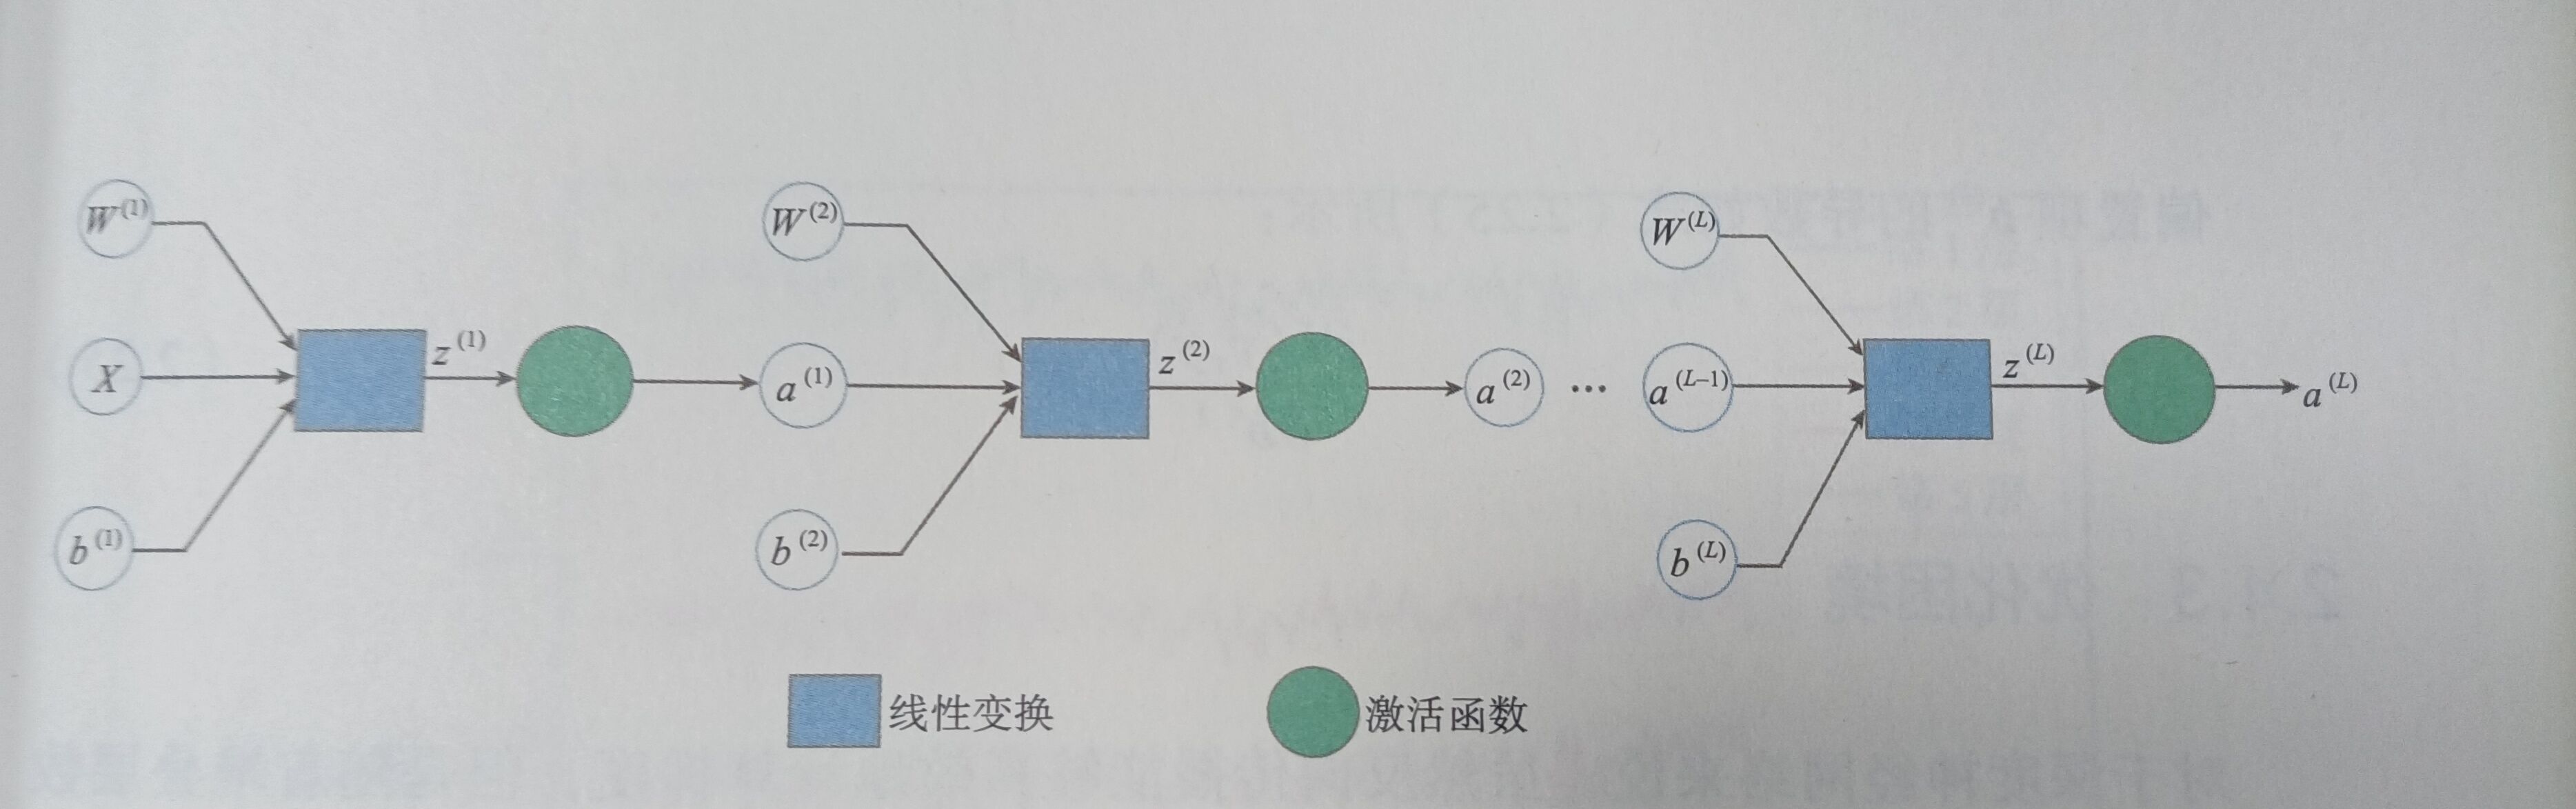 W(1) W(2) W(L)
X z(1) a(1) z(2) a(2) … a(L–1) z(L) a(L)
b(1) b(2) b(L)
线性变换 激活函数